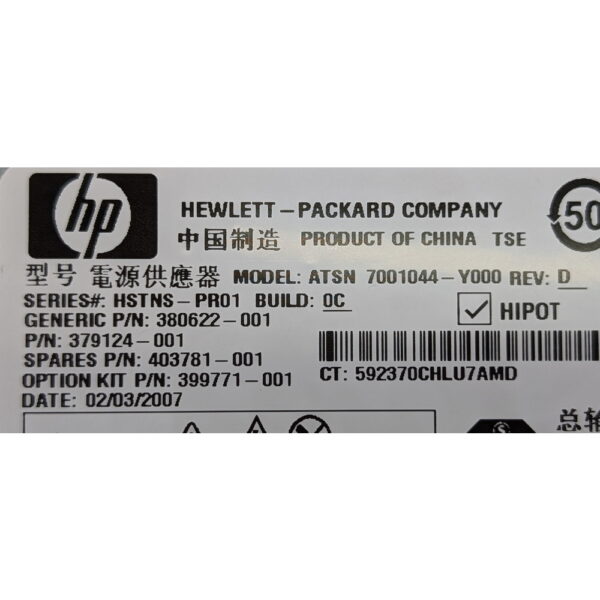 hp
HEWLETT-PACKARD COMPANY
中国制造 PRODUCT OF CHINA TSE
50
型号 電源供應器 MODEL: ATSN 7001044-Y000 REV: D
SERIES#: HSTNS-PR01 BUILD: 0C
HIPOT
GENERIC P/N: 380622-001
P/N: 379124-001
SPARES P/N: 403781-001
OPTION KIT P/N: 399771-001
CT: 592370CHLU7AMD
DATE: 02/03/2007
总输